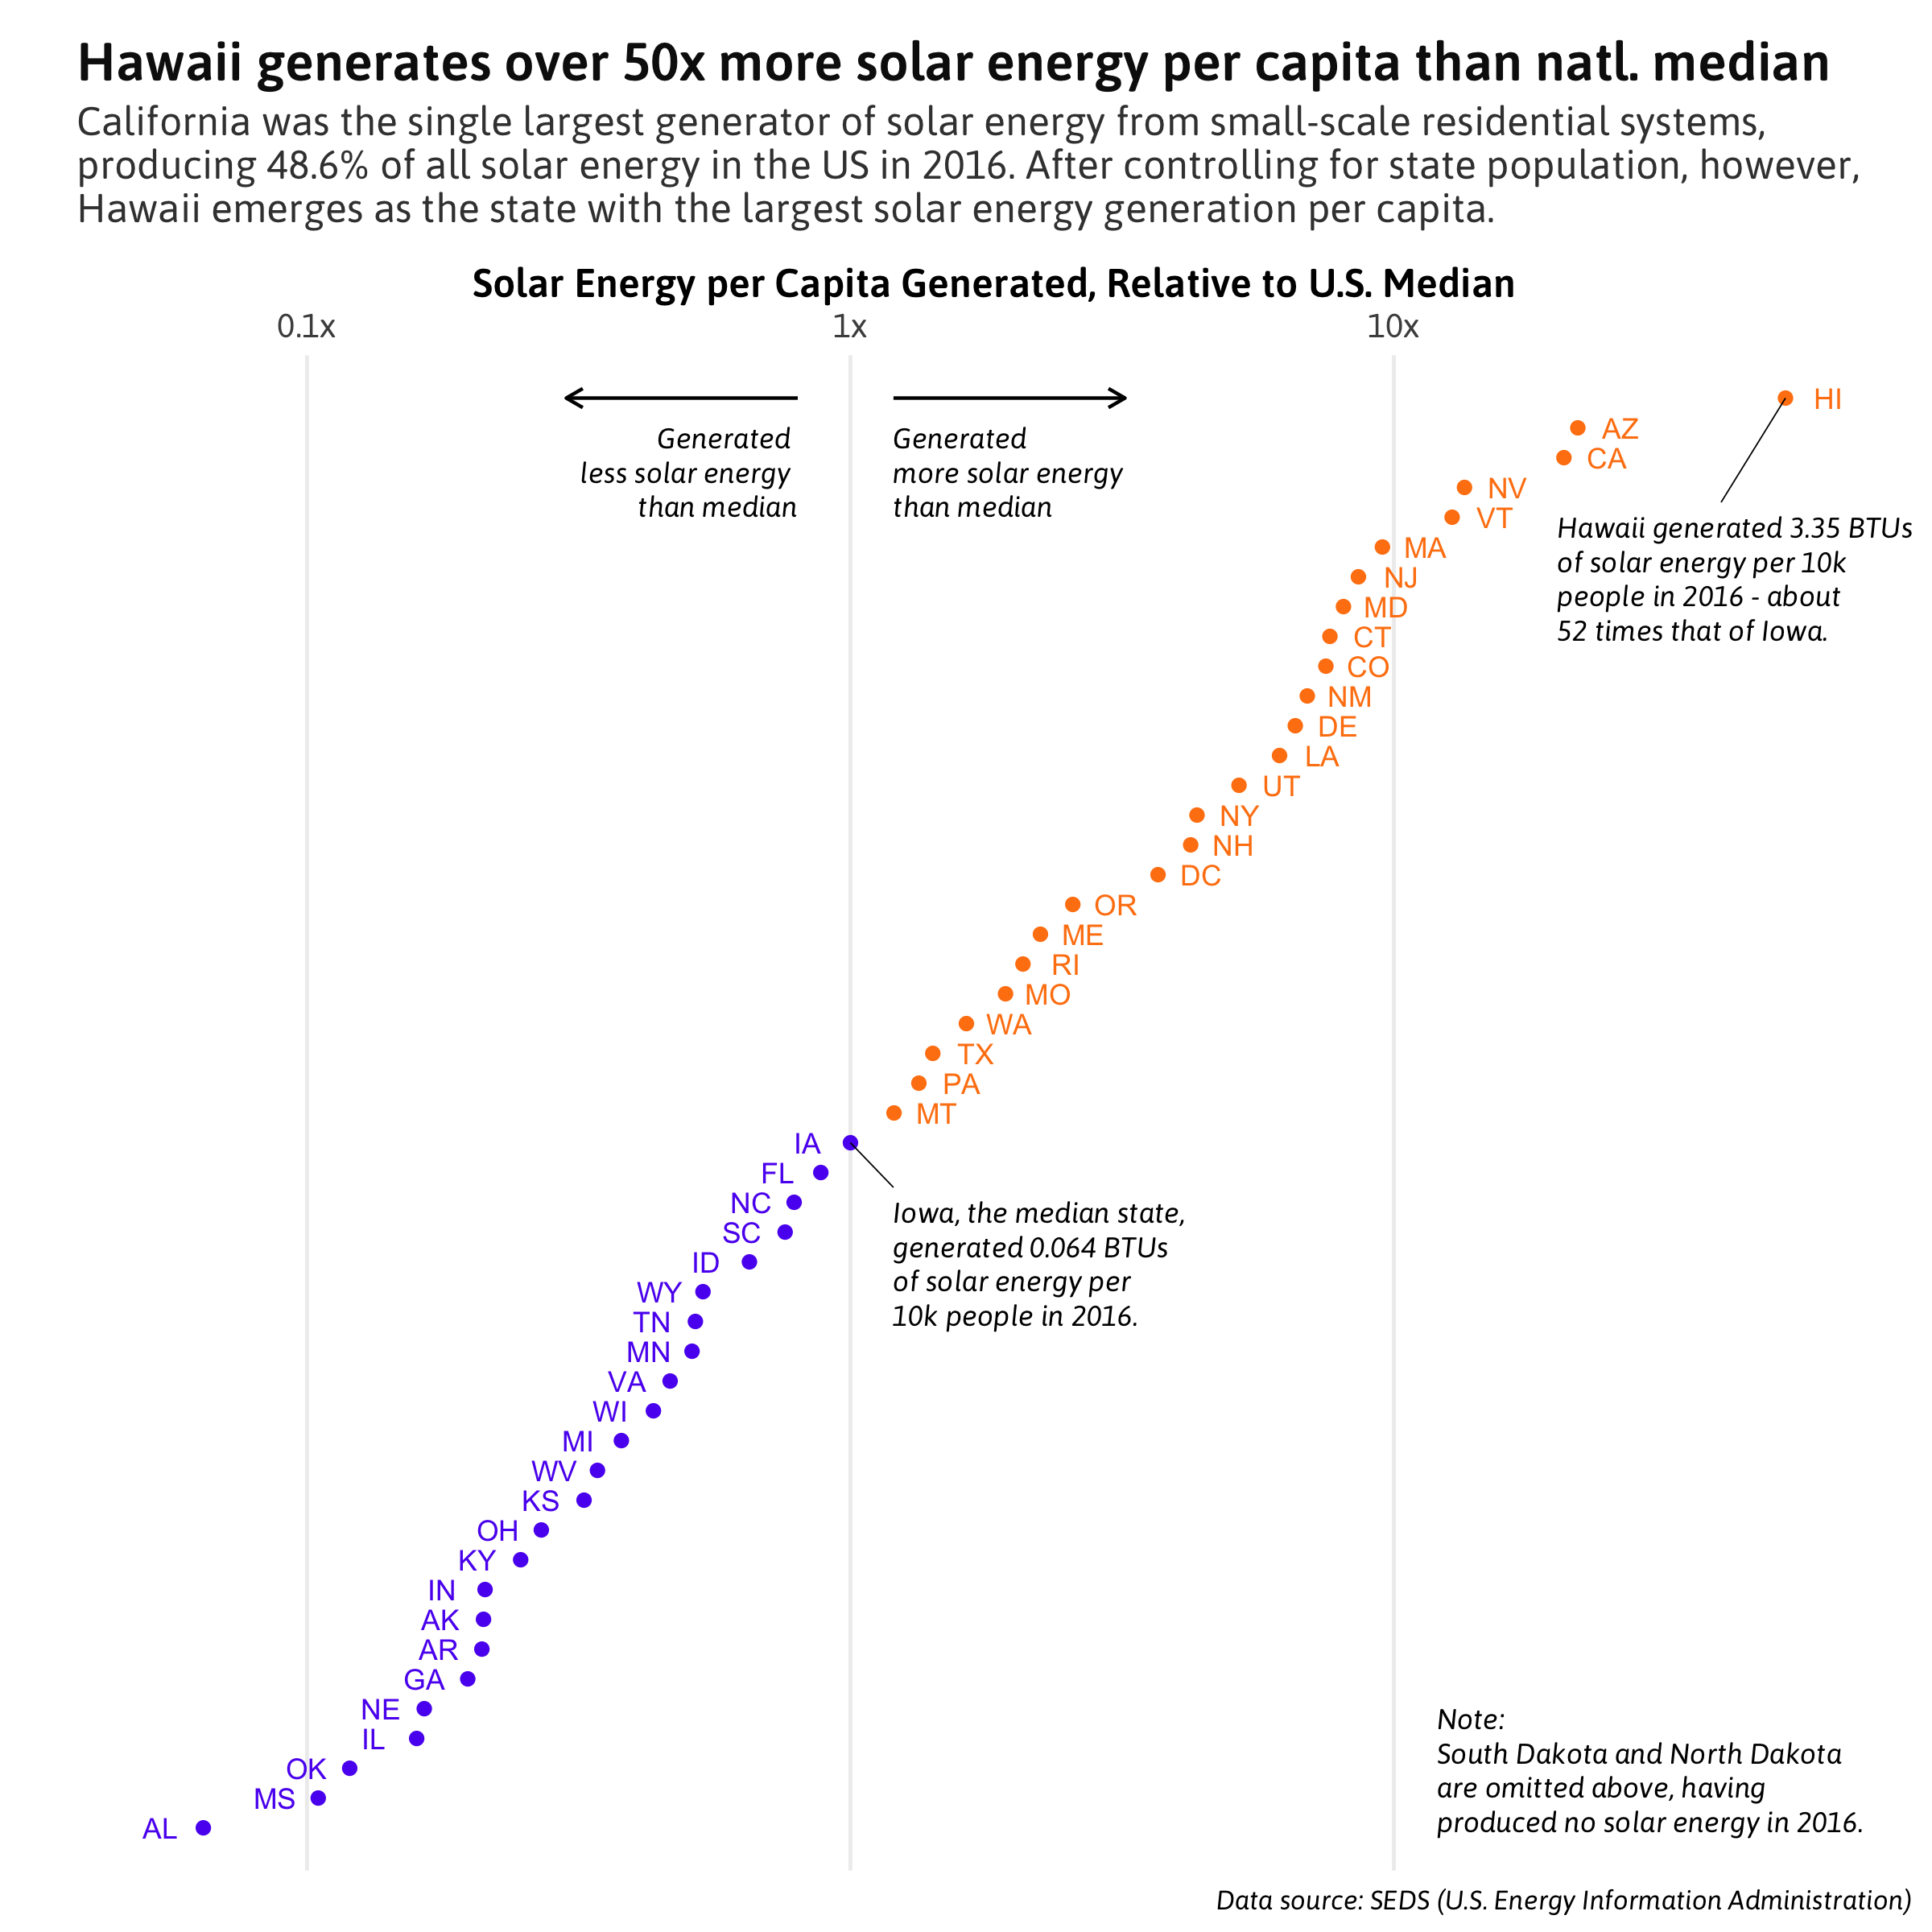 Hawaii generates over 50x more solar energy per capita than natl. median
California was the single largest generator of solar energy from small-scale residential systems,
producing 48.6% of all solar energy in the US in 2016. After controlling for state population, however,
Hawaii emerges as the state with the largest solar energy generation per capita.
Solar Energy per Capita Generated, Relative to U.S. Median
0.1x
1x
10x
Generated
less solar energy
than median
Generated
more solar energy
than median
HI
AZ
CA
NV
VT
Hawaii generated 3.35 BTUs
of solar energy per 10k
people in 2016 - about
52 times that of Iowa.
MA
NJ
MD
CT
CO
NM
DE
LA
UT
NY
NH
DC
OR
ME
RI
MO
WA
TX
PA
MT
IA
FL
NC
SC
ID
Iowa, the median state,
generated 0.064 BTUs
of solar energy per
10k people in 2016.
WY
TN
MN
VA
WI
MI
WV
KS
OH
KY
IN
AK
AR
GA
NE
IL
OK
MS
AL
Note:
South Dakota and North Dakota
are omitted above, having
produced no solar energy in 2016.
Data source: SEDS (U.S. Energy Information Administration)